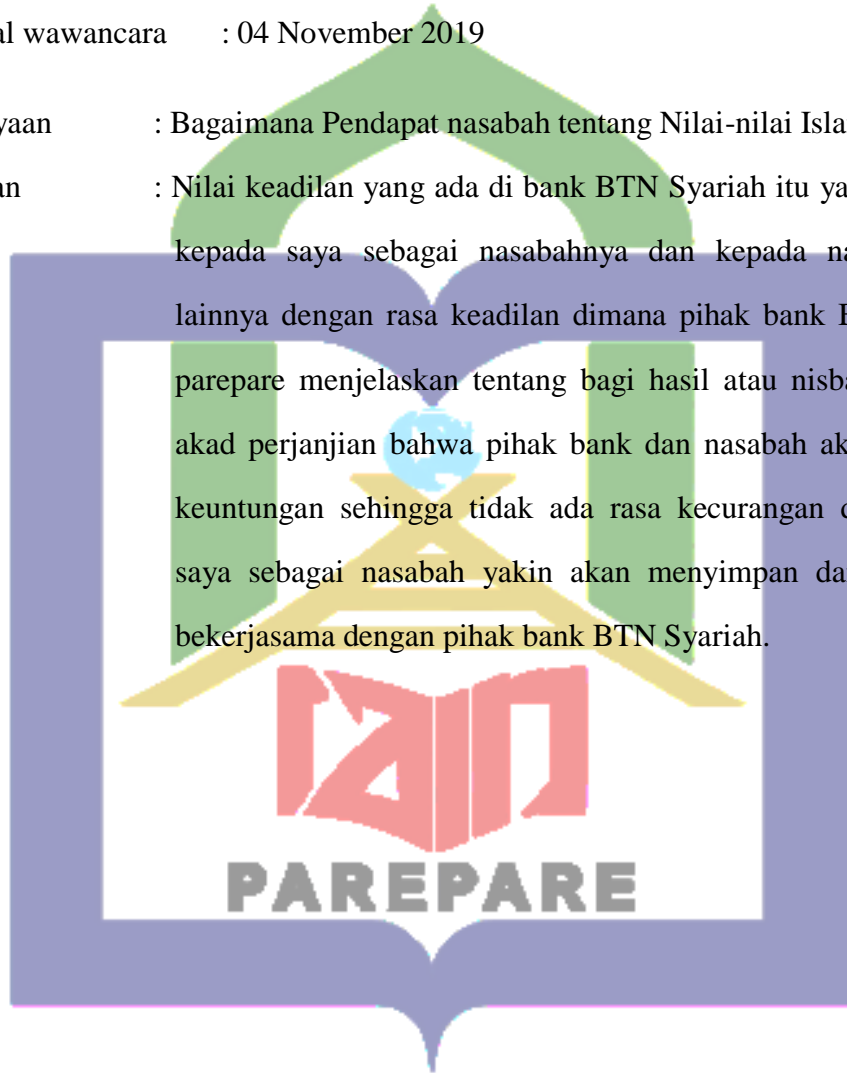 al wawancara : 04 November 2019
yaan : Bagaimana Pendapat nasabah tentang Nilai-nilai Isla
an : Nilai keadilan yang ada di bank BTN Syariah itu ya
kepada saya sebagai nasabahnya dan kepada na
lainnya dengan rasa keadilan dimana pihak bank B
parepare menjelaskan tentang bagi hasil atau nisba
akad perjanjian bahwa pihak bank dan nasabah ak
keuntungan sehingga tidak ada rasa kecurangan d
saya sebagai nasabah yakin akan menyimpan da
bekerjasama dengan pihak bank BTN Syariah.
iain
PAREPARE